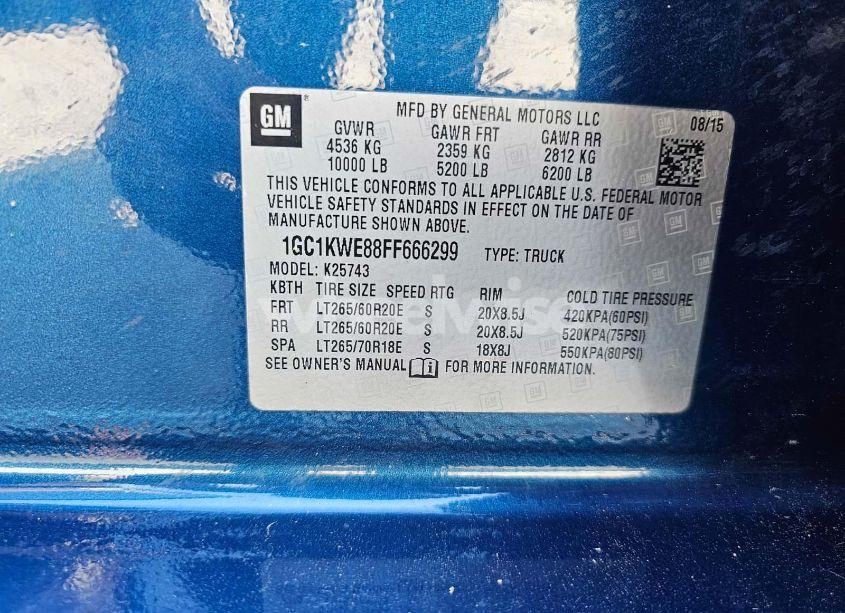 GM ® MFD BY GENERAL MOTORS LLC 08/15
GVWR GAWR FRT GAWR RR
4536 KG 2359 KG 2812 KG
10000 LB 5200 LB 6200 LB
THIS VEHICLE CONFORMS TO ALL APPLICABLE U.S. FEDERAL MOTOR
VEHICLE SAFETY STANDARDS IN EFFECT ON THE DATE OF
MANUFACTURE SHOWN ABOVE.
1GC1KWE88FF666299 TYPE: TRUCK
MODEL: K25743
KBTH TIRE SIZE SPEED RTG RIM COLD TIRE PRESSURE
FRT LT265/60R20E S 20X8.5J 420KPA(60PSI)
RR LT265/60R20E S 20X8.5J 520KPA(75PSI)
SPA LT265/70R18E S 18X8J 550KPA(80PSI)
SEE OWNER'S MANUAL FOR MORE INFORMATION.